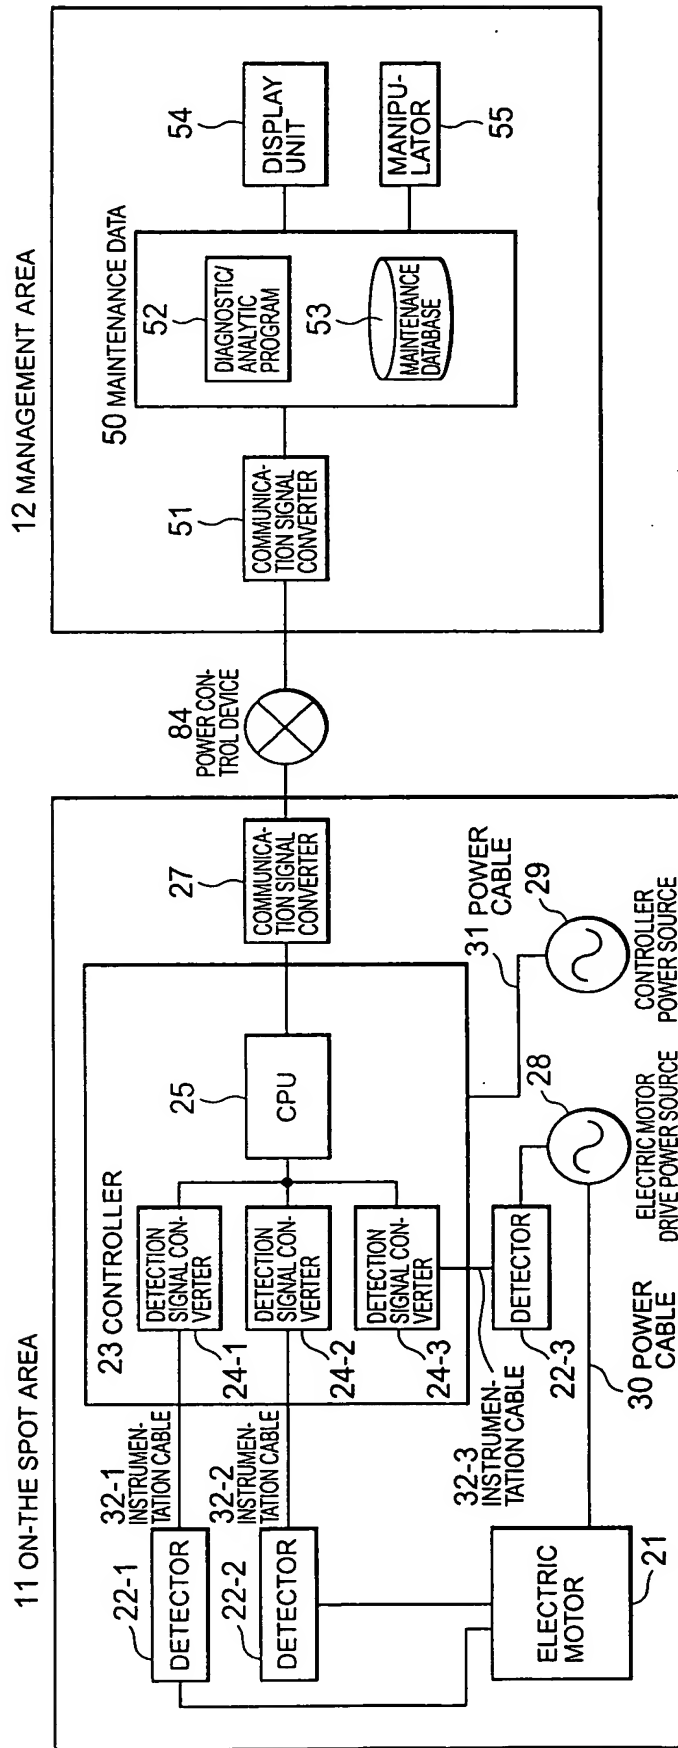 11 ON-THE SPOT AREA
22-1
DETECTOR
32-1
INSTRUMEN-
TATION CABLE
22-2
DETECTOR
32-2
INSTRUMEN-
TATION CABLE
ELECTRIC
MOTOR
21
23 CONTROLLER
DETECTION
SIGNAL CON-
VERTER
24-1
DETECTION
SIGNAL CON-
VERTER
24-2
DETECTION
SIGNAL CON-
VERTER
24-3
25
CPU
32-3
INSTRUMEN-
TATION CABLE
DETECTOR
22-3
30 POWER
CABLE
28
ELECTRIC MOTOR
DRIVE POWER SOURCE
31 POWER
CABLE
29
CONTROLLER
POWER SOURCE
27
COMMUNICA-
TION SIGNAL
CONVERTER
84
POWER CON-
TROL DEVICE
12 MANAGEMENT AREA
51
COMMUNICA-
TION SIGNAL
CONVERTER
50 MAINTENANCE DATA
52
DIAGNOSTIC/
ANALYTIC
PROGRAM
53
MAINTENANCE
DATABASE
54
DISPLAY
UNIT
MANIPU-
LATOR
55